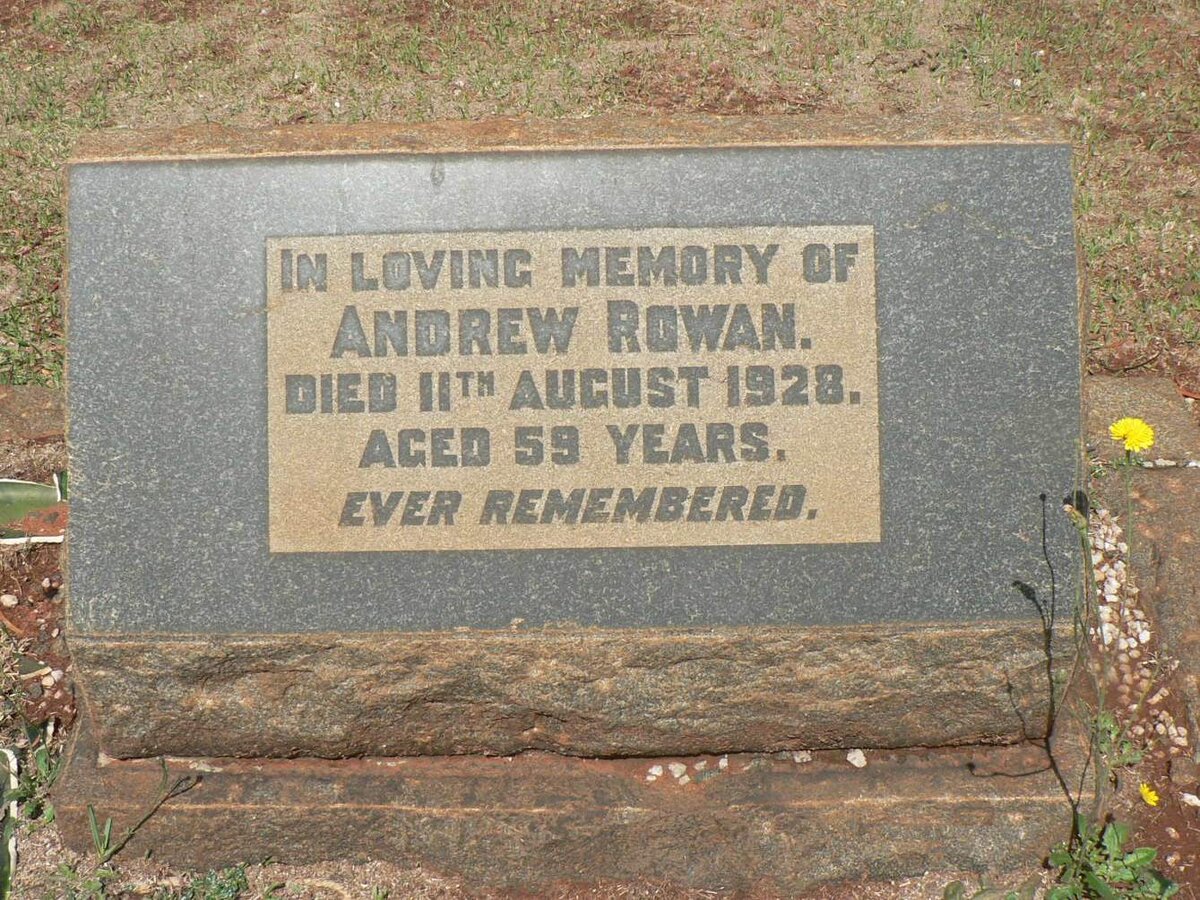 IN LOVING MEMORY OF
ANDREW ROWAN.
DIED 11TH AUGUST 1928.
AGED 59 YEARS.
EVER REMEMBERED.